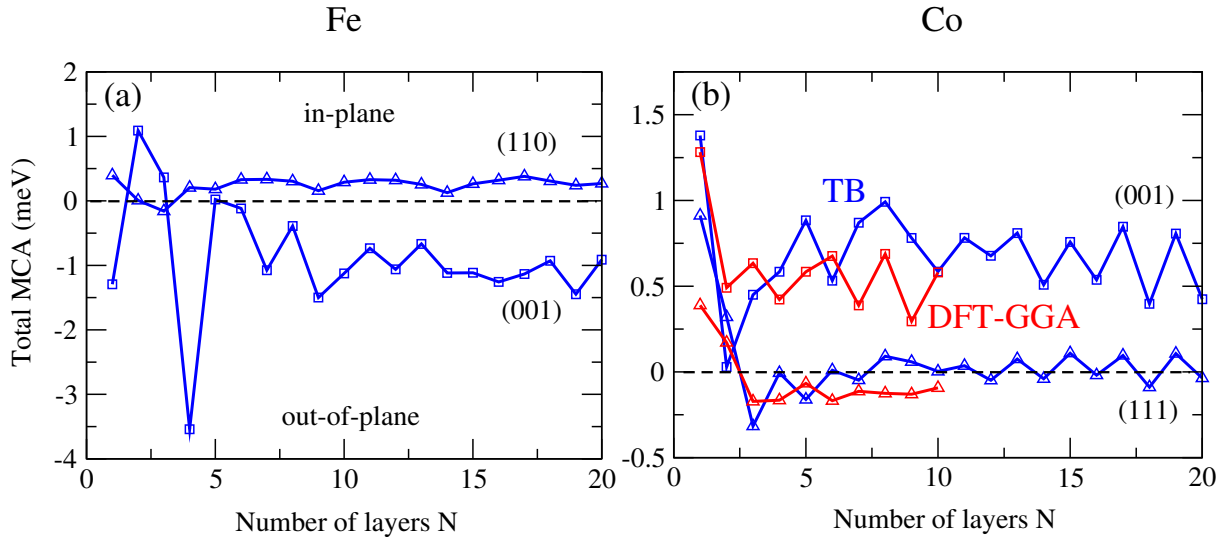 Fe
Co
(a)
in-plane
(110)
(001)
out-of-plane
Total MCA (meV)
2
1
0
-1
-2
-3
-4
0
5
10
15
20
Number of layers N
(b)
TB
(001)
DFT-GGA
(111)
1.5
1
0.5
0
-0.5
0
5
10
15
20
Number of layers N